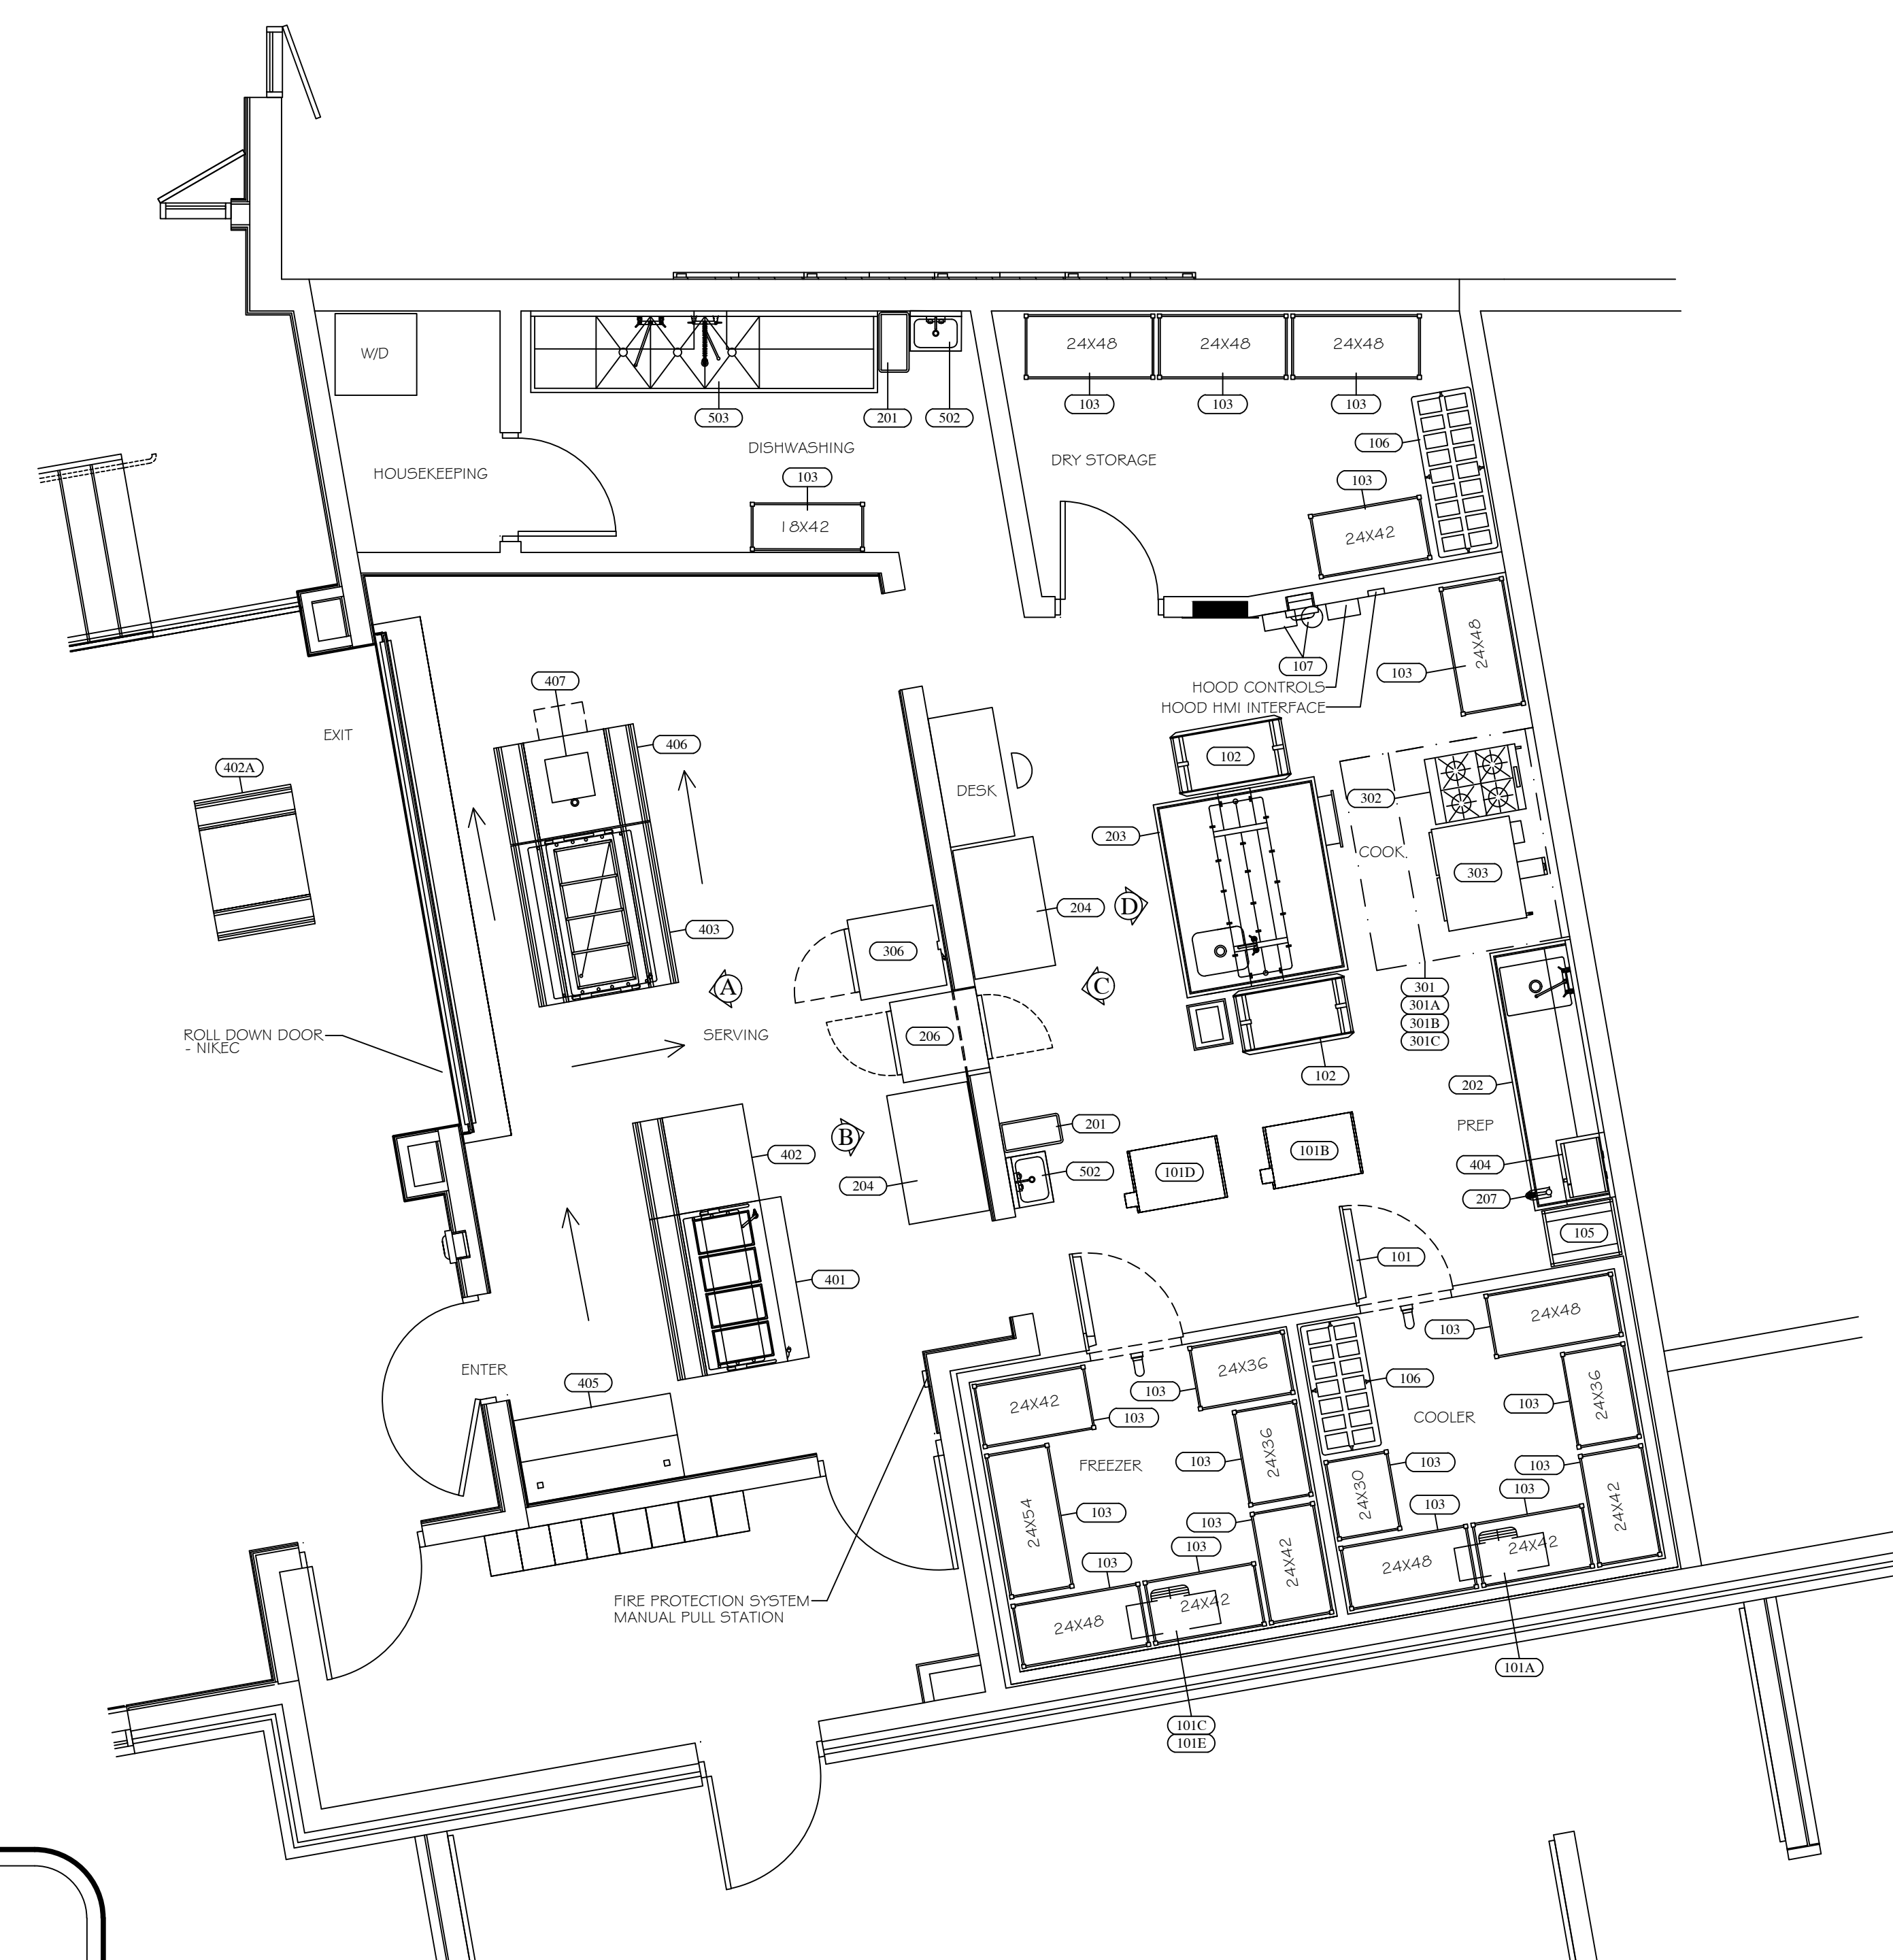 W/D
24X48
24X48
24X48
103
103
103
503
201
502
106
DISHWASHING
DRY STORAGE
HOUSEKEEPING
103
103
18X42
24X42
24X48
107
103
407
HOOD CONTROLS
HOOD HMI INTERFACE
EXIT
406
102
402A
DESK
302
203
COOK
303
204
D
403
306
A
C
301
301A
301B
301C
ROLL DOWN DOOR
- NIKEC
SERVING
206
102
202
201
PREP
B
402
101B
404
502
101D
204
207
105
101
401
24X48
103
ENTER
24X36
405
103
106
24X36
24X42
103
103
COOLER
103
24X36
FREEZER
103
103
103
24X30
103
24X54
103
103
103
24X42
103
103
24X42
24X48
24X42
24X42
24X48
FIRE PROTECTION SYSTEM
MANUAL PULL STATION
101A
101C
101E